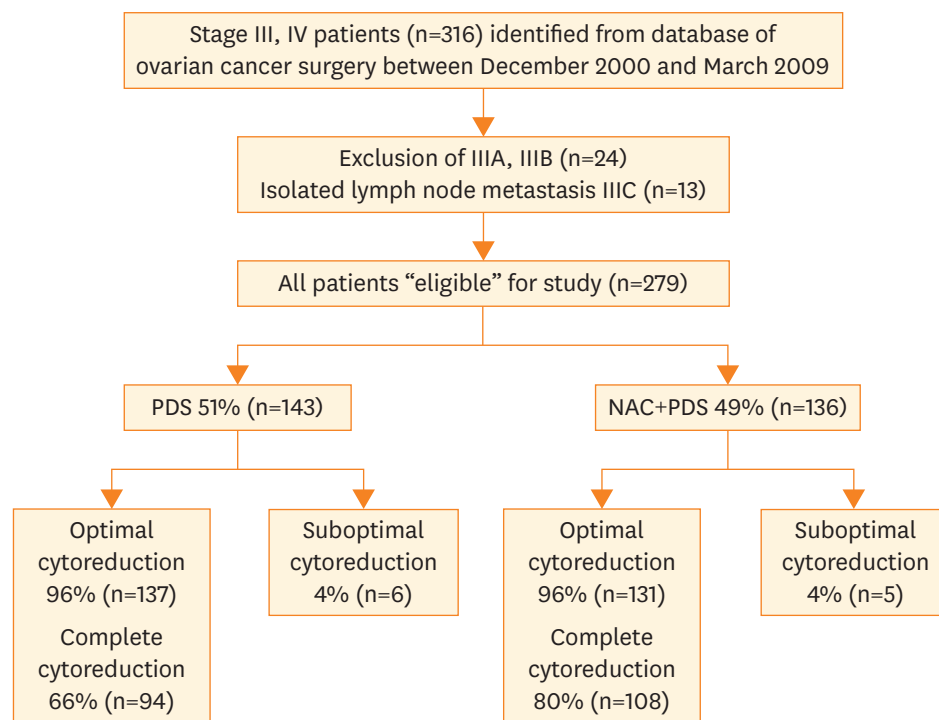 Stage III, IV patients (n=316) identified from database of
ovarian cancer surgery between December 2000 and March 2009
Exclusion of IIIA, IIIB (n=24)
Isolated lymph node metastasis IIIC (n=13)
All patients “eligible” for study (n=279)
PDS 51% (n=143)
NAC+PDS 49% (n=136)
Optimal
cytoreduction
96% (n=137)
Complete
cytoreduction
66% (n=94)
Suboptimal
cytoreduction
4% (n=6)
Optimal
cytoreduction
96% (n=131)
Complete
cytoreduction
80% (n=108)
Suboptimal
cytoreduction
4% (n=5)